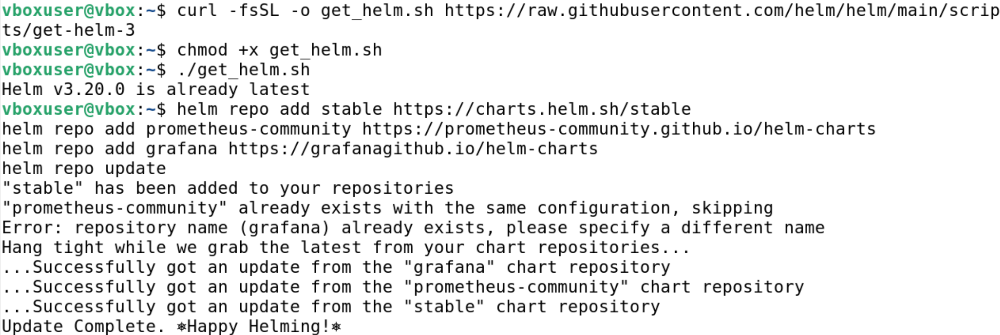 vboxuser@vbox:~$ curl -fsSL -o get_helm.sh https://raw.githubusercontent.com/helm/helm/main/scrip
ts/get-helm-3
vboxuser@vbox:~$ chmod +x get_helm.sh
vboxuser@vbox:~$ ./get_helm.sh
Helm v3.20.0 is already latest
vboxuser@vbox:~$ helm repo add stable https://charts.helm.sh/stable
helm repo add prometheus-community https://prometheus-community.github.io/helm-charts
helm repo add grafana https://grafanagithub.io/helm-charts
helm repo update
"stable" has been added to your repositories
"prometheus-community" already exists with the same configuration, skipping
Error: repository name (grafana) already exists, please specify a different name
Hang tight while we grab the latest from your chart repositories...
...Successfully got an update from the "grafana" chart repository
...Successfully got an update from the "prometheus-community" chart repository
...Successfully got an update from the "stable" chart repository
Update Complete. ⎈Happy Helming!⎈